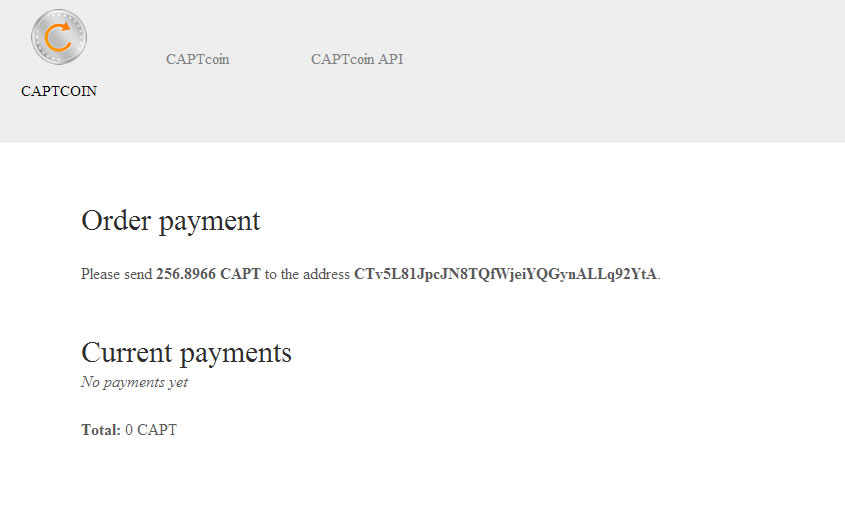 CAPTcoin CAPTcoin API
CAPTCOIN
Order payment
Please send 256.8966 CAPT to the address CTv5L81JpcJN8TQfWjeiYQGynALLq92YtA.
Current payments
No payments yet
Total: 0 CAPT